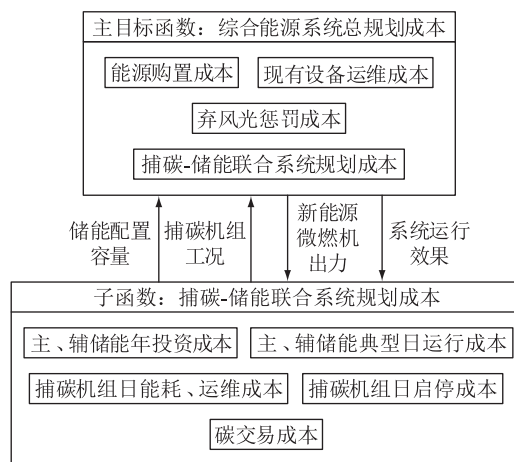 主目标函数：综合能源系统总规划成本
能源购置成本
现有设备运维成本
弃风光惩罚成本
捕碳-储能联合系统规划成本
储能配置
容量
捕碳机组
工况
新能源
微燃机
出力
系统运行
效果
子函数：捕碳-储能联合系统规划成本
主、辅储能年投资成本
主、辅储能典型日运行成本
捕碳机组日能耗、运维成本
捕碳机组日启停成本
碳交易成本